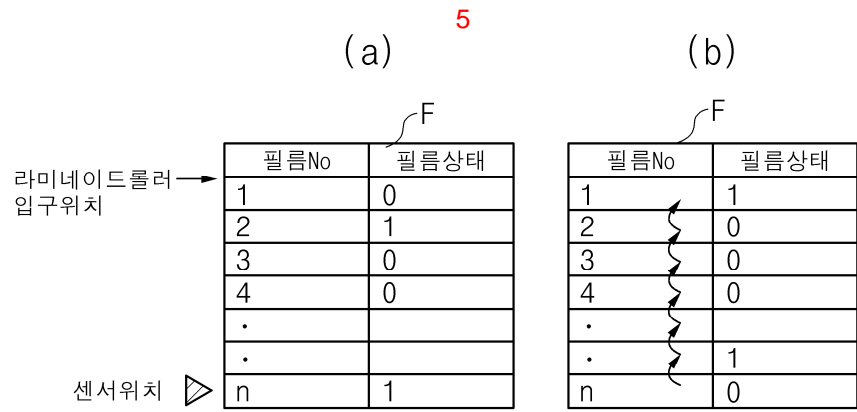 5
(a)
(b)
F
F
필름No 필름상태
필름No 필름상태
라미네이드롤러
입구위치
1 0
2 1
3 0
4 0
·
·
센서위치
n 1
1 1
2 0
3 0
4 0
·
· 1
n 0